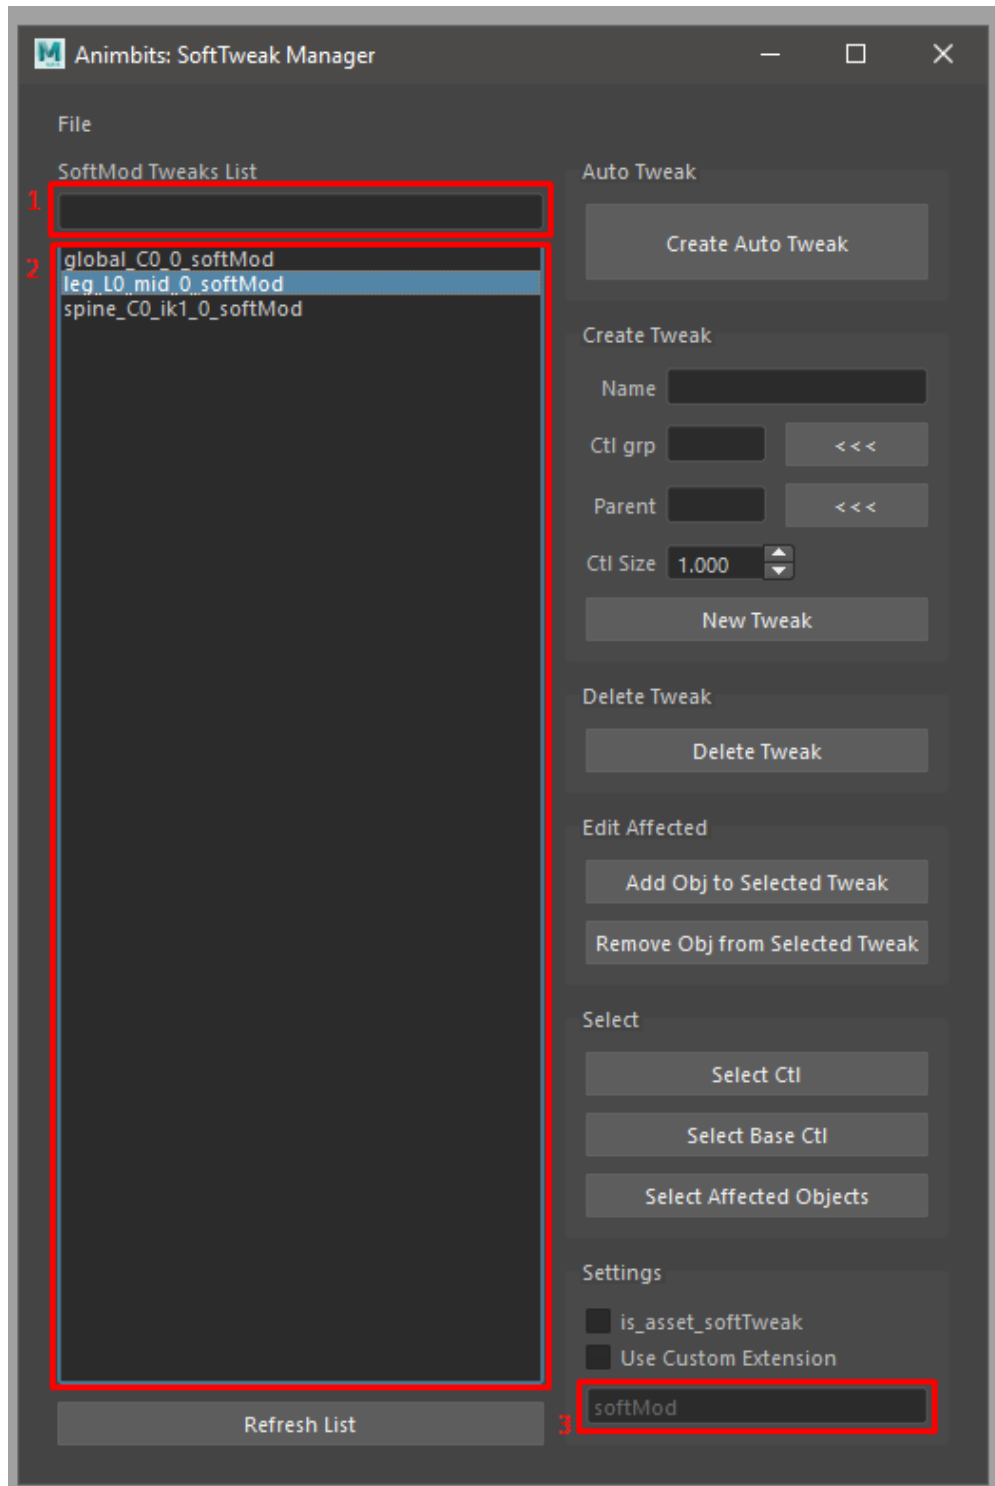 Animbits: SoftTweak Manager
File
SoftMod Tweaks List
1
2
global_C0_0_softMod
leg_L0_mid_0_softMod
spine_C0_ik1_0_softMod
Refresh List
Auto Tweak
Create Auto Tweak
Create Tweak
Name
Ctl grp <<<
Parent <<<
Ctl Size 1.000
New Tweak
Delete Tweak
Delete Tweak
Edit Affected
Add Obj to Selected Tweak
Remove Obj from Selected Tweak
Select
Select Ctl
Select Base Ctl
Select Affected Objects
Settings
is_asset_softTweak
Use Custom Extension
3 softMod